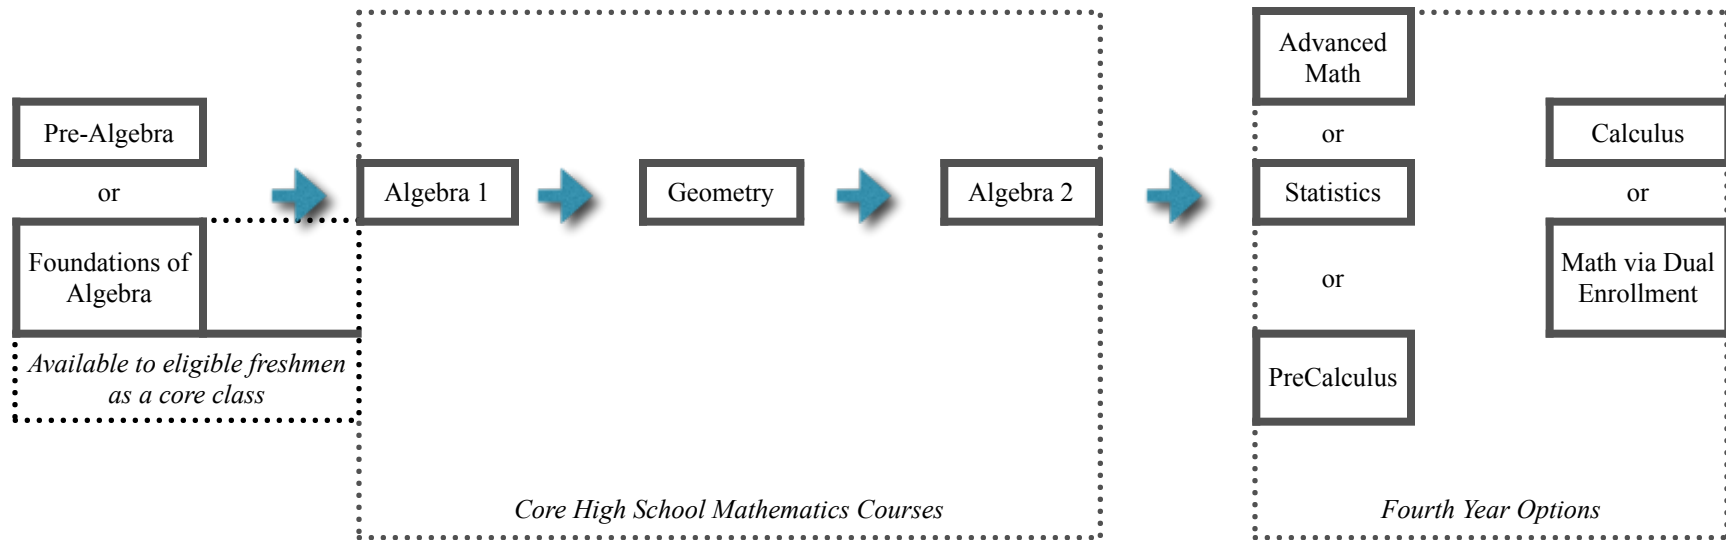 Pre-Algebra
or
Foundations of
Algebra
Available to eligible freshmen
as a core class
Algebra 1
Geometry
Algebra 2
Core High School Mathematics Courses
Advanced
Math
or
Statistics
or
PreCalculus
Calculus
or
Math via Dual
Enrollment
Fourth Year Options